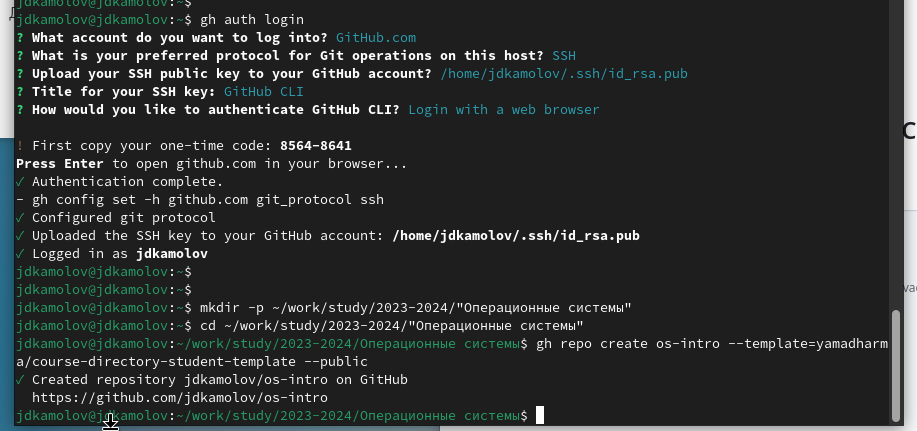 jdkamolov@jdkamolov:~$
jdkamolov@jdkamolov:~$ gh auth login
? What account do you want to log into? GitHub.com
? What is your preferred protocol for Git operations on this host? SSH
? Upload your SSH public key to your GitHub account? /home/jdkamolov/.ssh/id_rsa.pub
? Title for your SSH key: GitHub CLI
? How would you like to authenticate GitHub CLI? Login with a web browser
! First copy your one-time code: 8564-8641
Press Enter to open github.com in your browser...
✓ Authentication complete.
- gh config set -h github.com git_protocol ssh
✓ Configured git protocol
✓ Uploaded the SSH key to your GitHub account: /home/jdkamolov/.ssh/id_rsa.pub
✓ Logged in as jdkamolov
jdkamolov@jdkamolov:~$
jdkamolov@jdkamolov:~$
jdkamolov@jdkamolov:~$ mkdir -p ~/work/study/2023-2024/"Операционные системы"
jdkamolov@jdkamolov:~$ cd ~/work/study/2023-2024/"Операционные системы"
jdkamolov@jdkamolov:~/work/study/2023-2024/Операционные системы$ gh repo create os-intro --template=yamadharm
a/course-directory-student-template --public
✓ Created repository jdkamolov/os-intro on GitHub
https://github.com/jdkamolov/os-intro
jdkamolov@jdkamolov:~/work/study/2023-2024/Операционные системы$